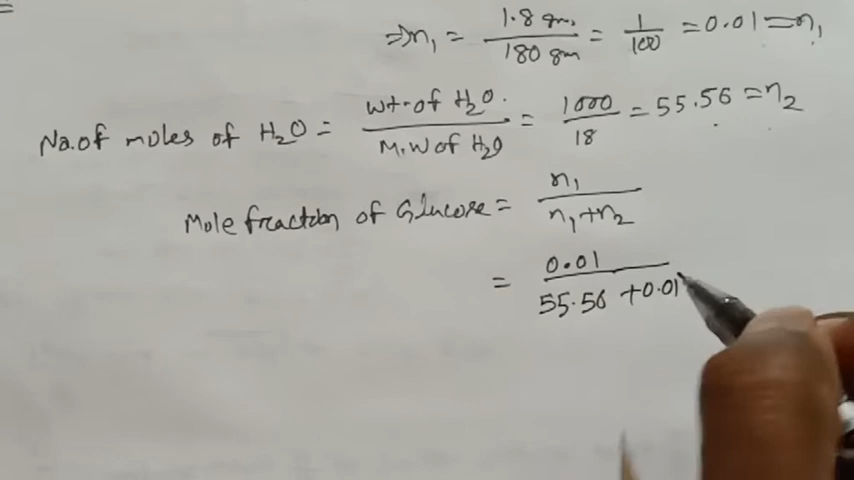 =
⇒ n₁ = 1.8 gm. / 180 gm = 1/100 = 0.01 = n₁
No.of moles of H₂O = wt.of H₂O. / M.W of H₂O = 1000/18 = 55.56 = n₂
Mole fraction of Glucose = n₁ / n₁+n₂
= 0.01 / 55.56 +0.01